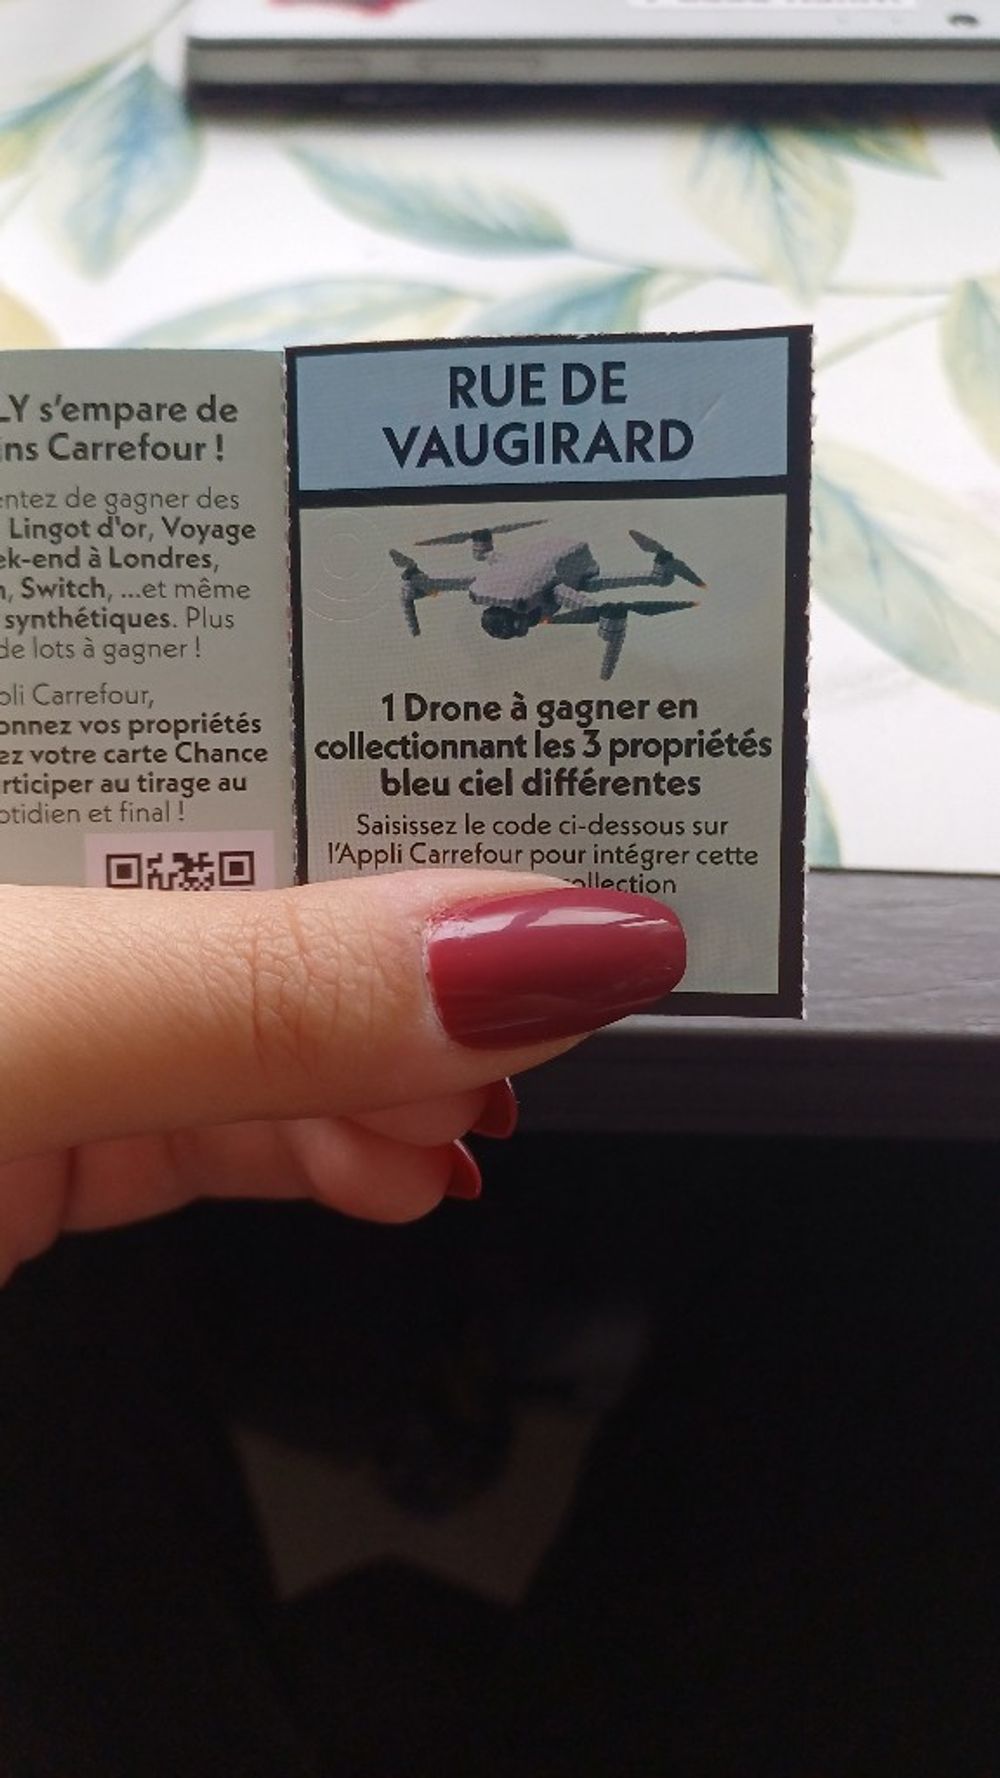 LY s'empare de
ins Carrefour !
entez de gagner des
Lingot d'or, Voyage
ek-end à Londres,
, Switch, ...et même
synthétiques. Plus
de lots à gagner !
oli Carrefour,
onnez vos propriétés
ez votre carte Chance
rticiper au tirage au
otidien et final !
RUE DE
VAUGIRARD
1 Drone à gagner en
collectionnant les 3 propriétés
bleu ciel différentes
Saisissez le code ci-dessous sur
l'Appli Carrefour pour intégrer cette
ollection